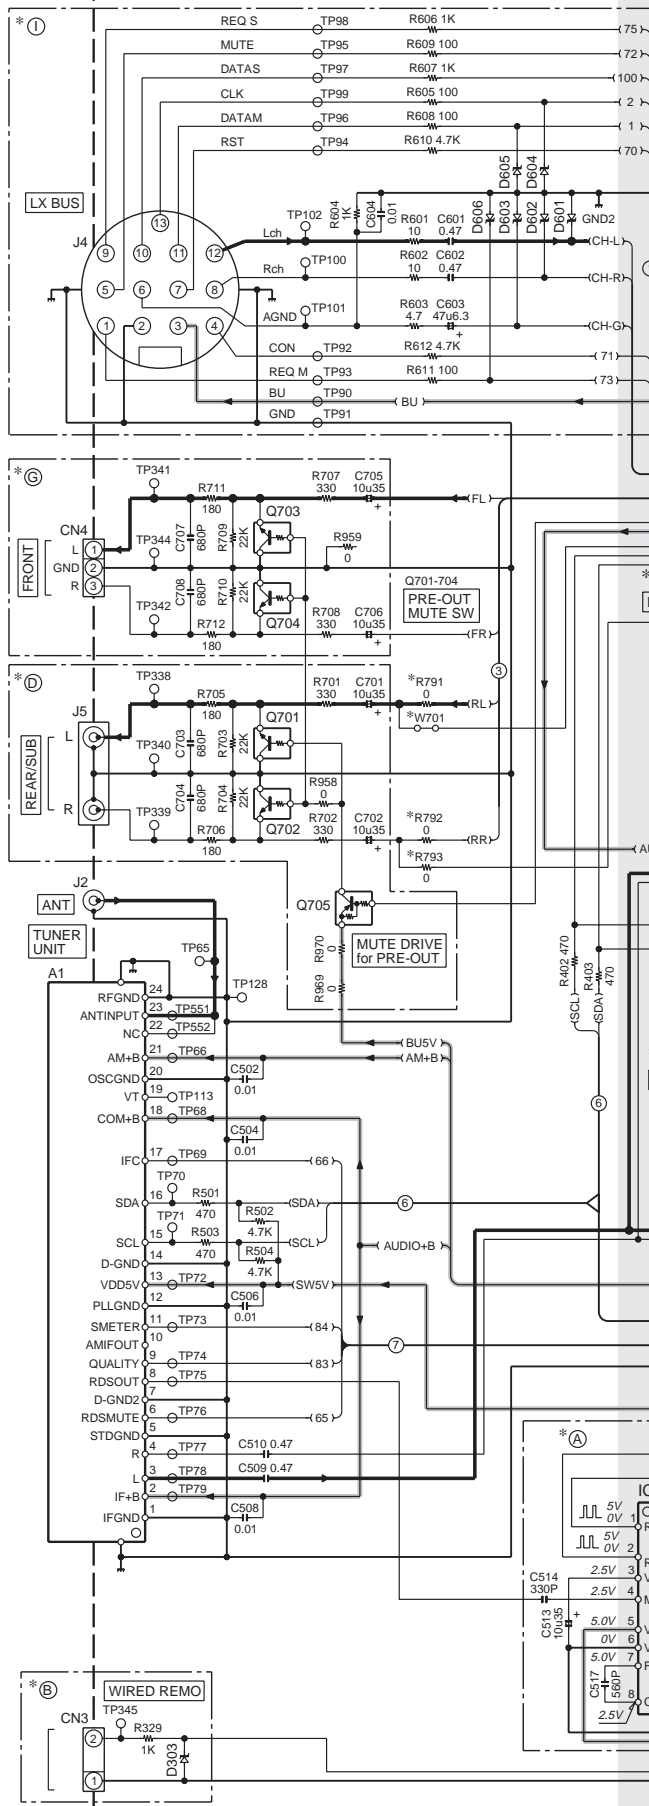 * I
REQ S TP98 R606 1K 75
MUTE TP95 R609 100 72
DATAS TP97 R607 1K 100
CLK TP99 R605 100 2
DATAM TP96 R608 100 1
RST TP94 R610 4.7K 70
D605 D604
LX BUS
R604 1K C604 0.01 D606 D603 D602 D601 GND2
J4
13
9 10 11 12
Lch TP102 R601 10 C601 0.47 CH-L
5 6 7 8
Rch TP100 R602 10 C602 0.47 CH-R
1 2 3 4
AGND TP101 R603 4.7 C603 47u6.3 + CH-G
CON TP92 R612 4.7K 71
REQ M TP93 R611 100 73
BU TP90 BU
GND TP91
* G
TP341 R711 180 R707 330 C705 10u35 + FL
CN4
FRONT
L 1
GND 2
R 3
TP344 C707 680P R709 22K Q703 R959 0
C708 680P R710 22K Q704
Q701-704
PRE-OUT
MUTE SW
TP342 R712 180 R708 330 C706 10u35 + FR
3
* D
TP338 R705 180 R701 330 C701 10u35 + *R791 0 RL
*W701
J5
REAR/SUB
L
R
TP340 C703 680P R703 22K Q701
C704 680P R704 22K Q702 R958 0
TP339 R706 180 R702 330 C702 10u35 + *R792 0 RR
*R793 0
J2
ANT
Q705
TUNER
UNIT
TP65
MUTE DRIVE
for PRE-OUT
R970 0
R969 0
R402 470 R403 470
SCL SDA
A1
RFGND 24 TP128
ANTINPUT 23 TP551
NC 22 TP552
BU5V
AM+B 21 TP66 AM+B
OSCGND 20 C502 0.01
VT 19 TP113
COM+B 18 TP68
C504 0.01
6
IFC 17 TP69 66
TP70
SDA 16 R501 470 SDA 6
R502 4.7K
TP71
SCL 15 R503 470 SCL
AUDIO+B
R504 4.7K
D-GND 14
VDD5V 13 TP72 SW5V
PLLGND 12 C506 0.01
SMETER 11 TP73 84
AMIFOUT 10
7
QUALITY 9 TP74 83
RDSOUT 8 TP75
D-GND2 7
RDSMUTE 6 TP76 65
STDGND 5
R 4 TP77 C510 0.47
L 3 TP78 C509 0.47
IF+B 2 TP79
IFGND 1 C508 0.01
* A
5V
0V 1
5V
0V 2
2.5V 3
2.5V 4
5.0V 5
0V 6
5.0V 7
8
2.5V
C514
330P
C513 10u35 +
C517 560P
* B
WIRED REMO
CN3 TP345
2 R329 1K D303
1